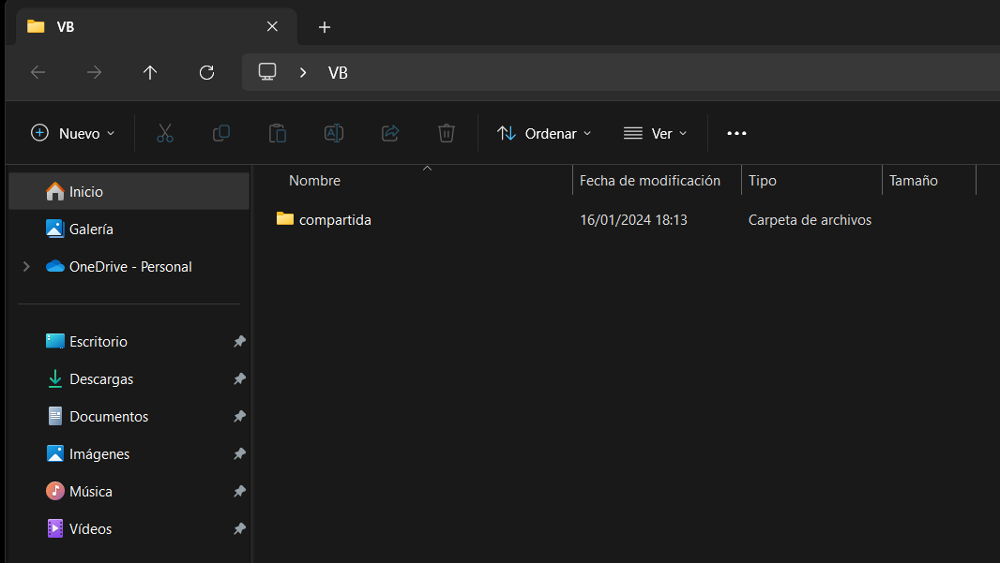 VB
VB
Nuevo
Ordenar
Ver
Nombre Fecha de modificación Tipo Tamaño
compartida 16/01/2024 18:13 Carpeta de archivos
Inicio
Galería
OneDrive - Personal
Escritorio
Descargas
Documentos
Imágenes
Música
Vídeos